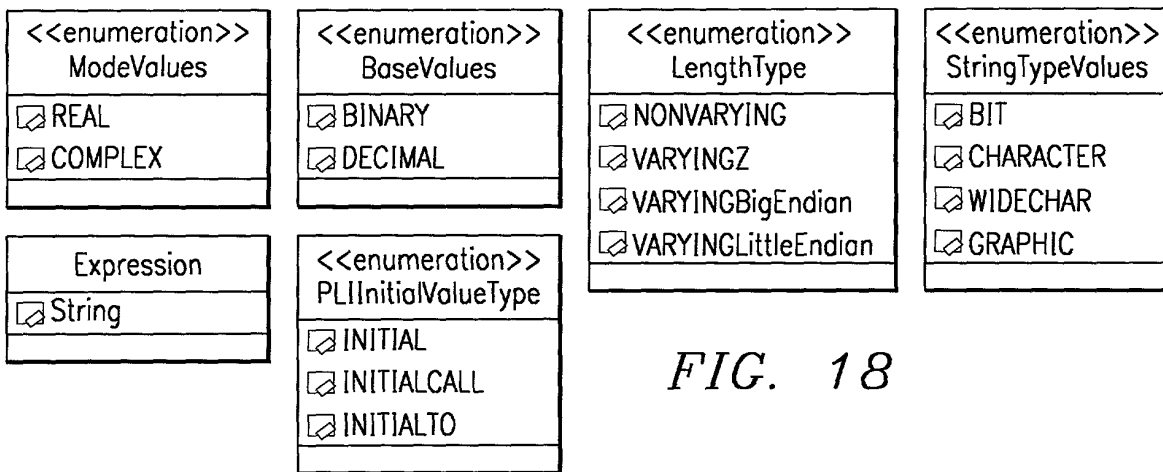 <<enumeration>>
ModeValues
REAL
COMPLEX
<<enumeration>>
BaseValues
BINARY
DECIMAL
<<enumeration>>
LengthType
NONVARYING
VARYINGZ
VARYINGBigEndian
VARYINGLittleEndian
<<enumeration>>
StringTypeValues
BIT
CHARACTER
WIDECHAR
GRAPHIC
Expression
String
<<enumeration>>
PLIInitialValueType
INITIAL
INITIALCALL
INITIALTO
FIG. 18